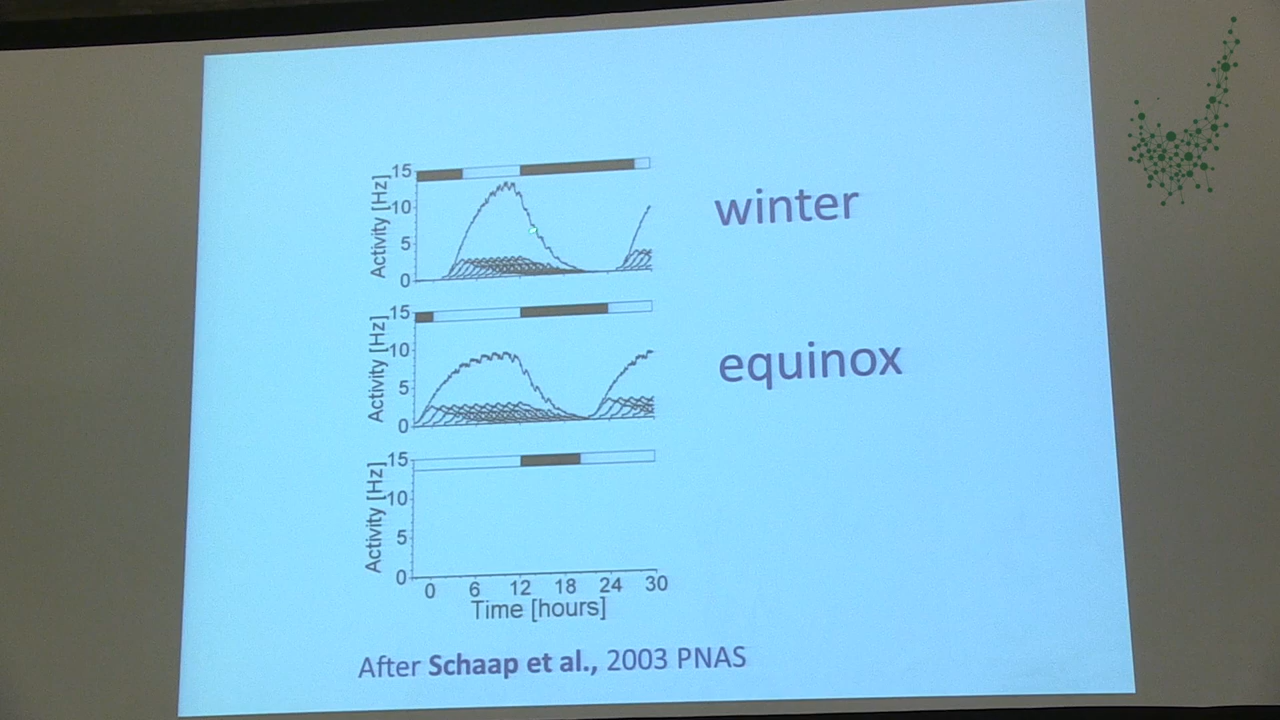 15
10
5
0
Activity [Hz]
winter
15
10
5
0
Activity [Hz]
equinox
15
10
5
0
Activity [Hz]
0 6 12 18 24 30
Time [hours]
After Schaap et al., 2003 PNAS